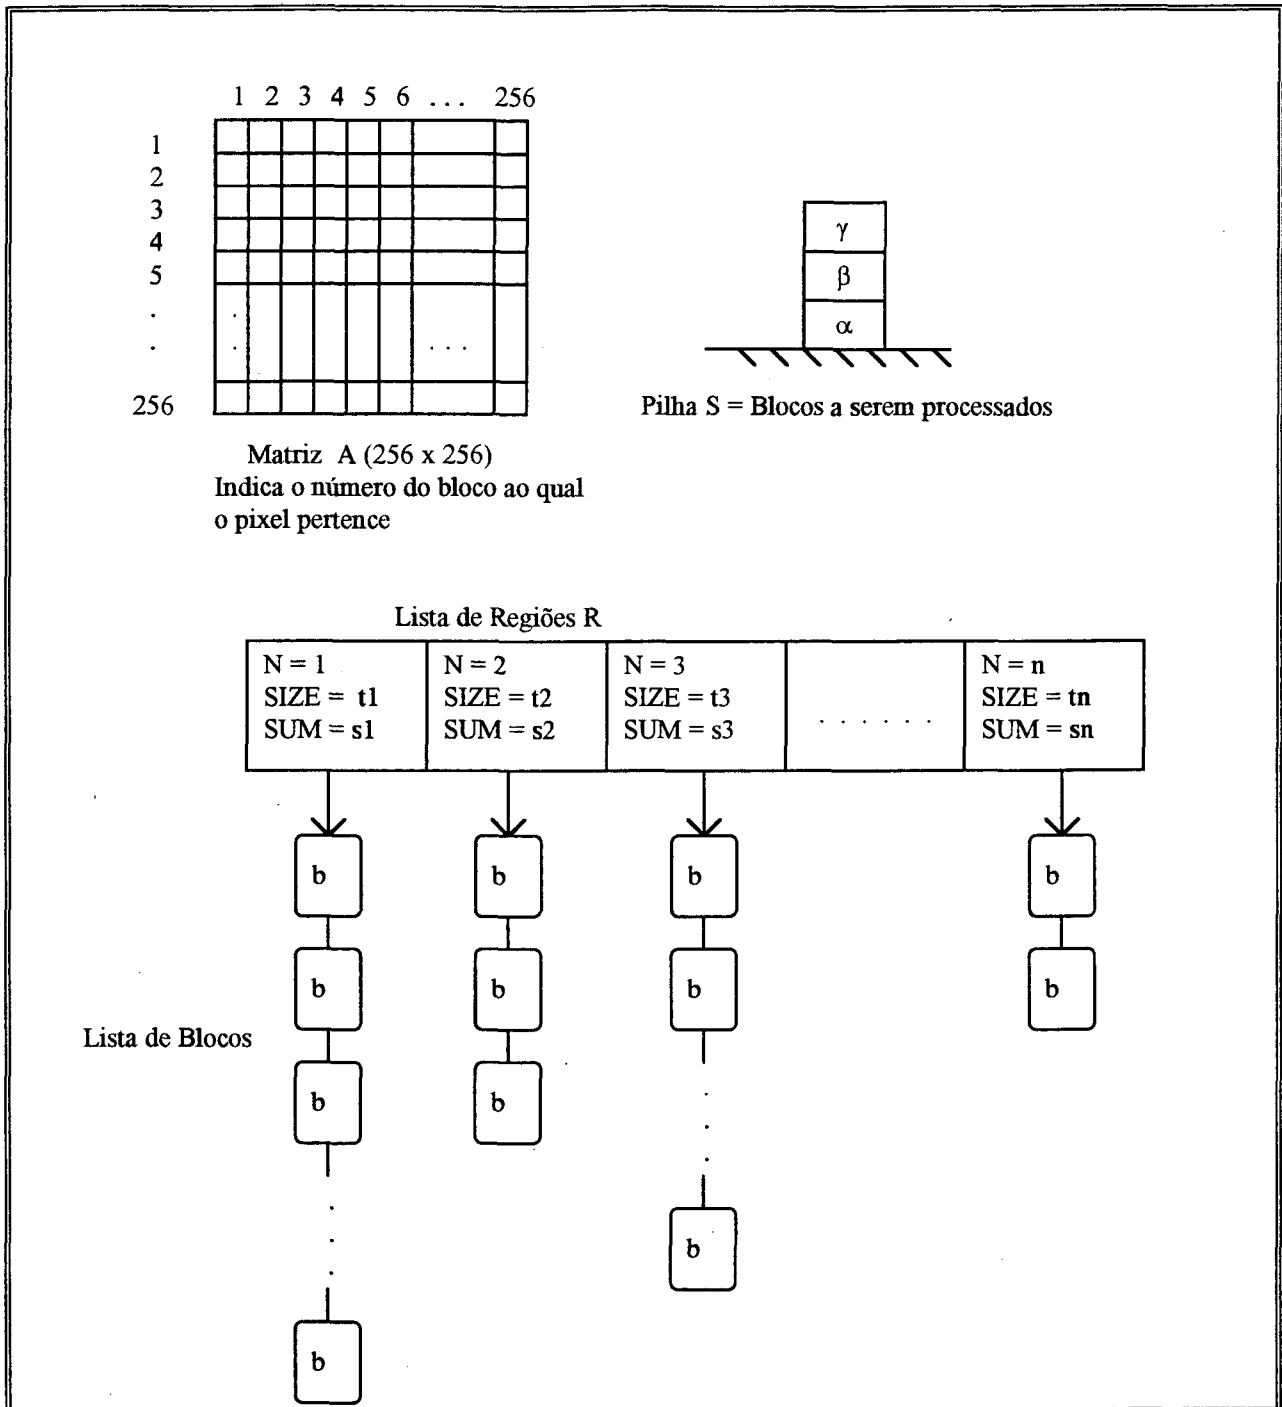 1 2 3 4 5 6 ... 256
1
2
3
4
5
.
.
256
. 
. ...
γ
β
α
Pilha S = Blocos a serem processados
Matriz A (256 x 256)
Indica o número do bloco ao qual
o pixel pertence
Lista de Regiões R
N = 1
SIZE = t1
SUM = s1
N = 2
SIZE = t2
SUM = s2
N = 3
SIZE = t3
SUM = s3
. . . . . .
N = n
SIZE = tn
SUM = sn
b b b b
b b b b
Lista de Blocos
b b
b
b